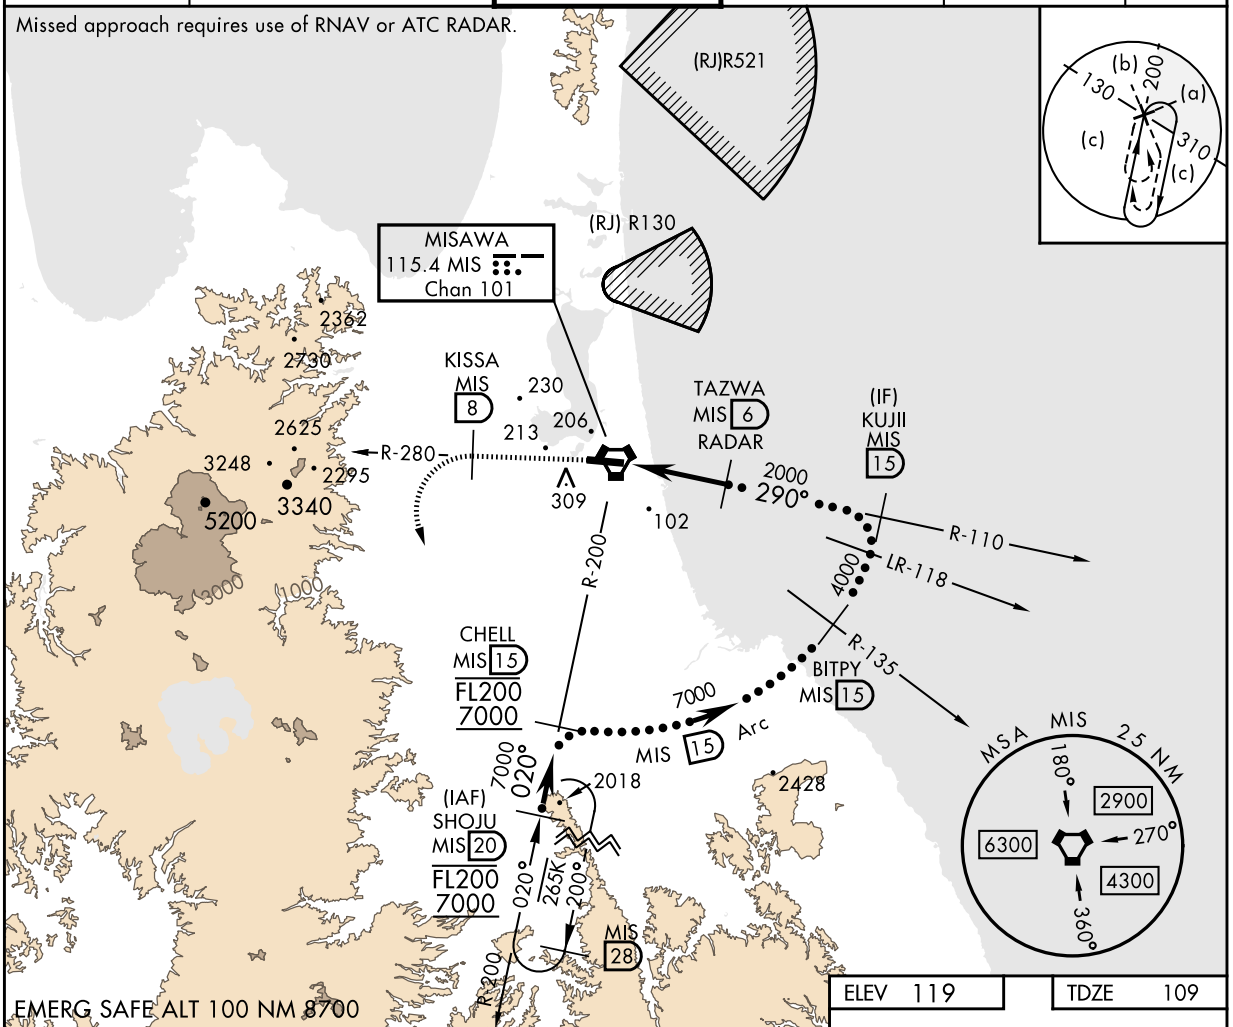 Missed approach requires use of RNAV or ATC RADAR.
(RJ)R521
(b)
200
130
(a)
(c)
310
(c)
(RJ) R130
MISAWA
115.4 MIS
Chan 101
2362
2730
KISSA
MIS
8
230
206
213
TAZWA
MIS 6
RADAR
(IF)
KUJII
MIS
15
2625
3248
2295
R-280
3340
5200
309
102
2000
290°
R-110
LR-118
4000
R-135
3000
1000
R-200
CHELL
MIS 15
FL200
7000
BITPY
MIS 15
7000
Arc
MIS 15
7000
020°
2018
2428
(IAF)
SHOJU
MIS 20
FL200
7000
020°
265K
200°
MIS
28
R-200
MSA MIS 25 NM
180°
2900
6300
270°
4300
360°
EMERG SAFE ALT 100 NM 8700
ELEV 119
TDZE 109